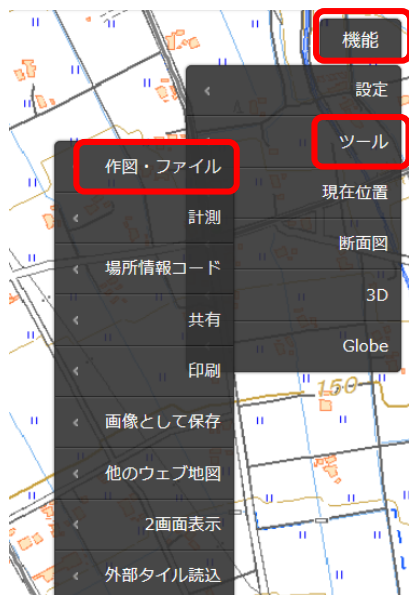 機能
設定
ツール
現在位置
断面図
3D
Globe
作図・ファイル
計測
場所情報コード
共有
印刷
画像として保存
他のウェブ地図
2画面表示
外部タイル読込
150